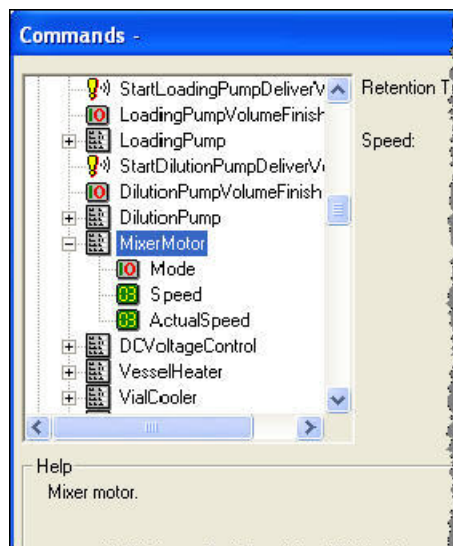 Commands -
StartLoadingPumpDeliverV
Retention T
LoadingPumpVolumeFinish
LoadingPump
Speed:
StartDilutionPumpDeliverV
DilutionPumpVolumeFinish
DilutionPump
MixerMotor
Mode
Speed
ActualSpeed
DCVoltageControl
VesselHeater
VialCooler
Help
Mixer motor.